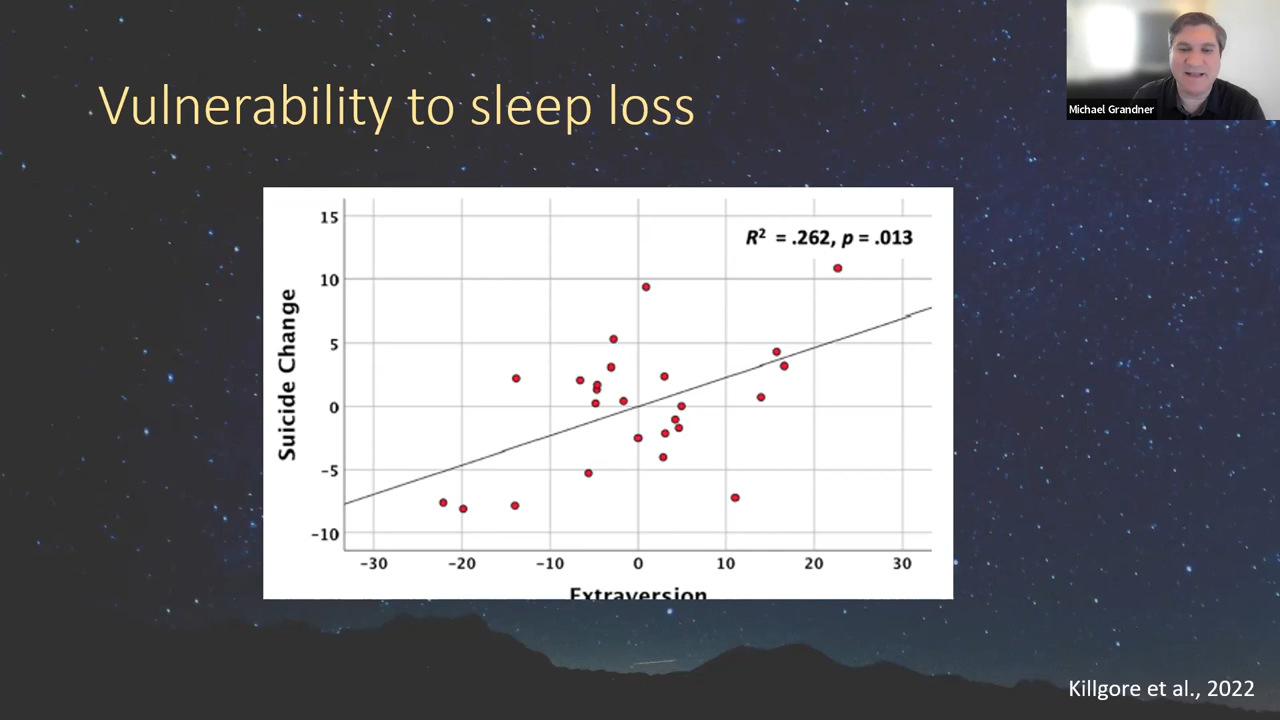 Vulnerability to sleep loss
Michael Grandner
R² = .262, p = .013
Suicide Change
15
10
5
0
-5
-10
-30 -20 -10 0 10 20 30
Extraversion
Killgore et al., 2022